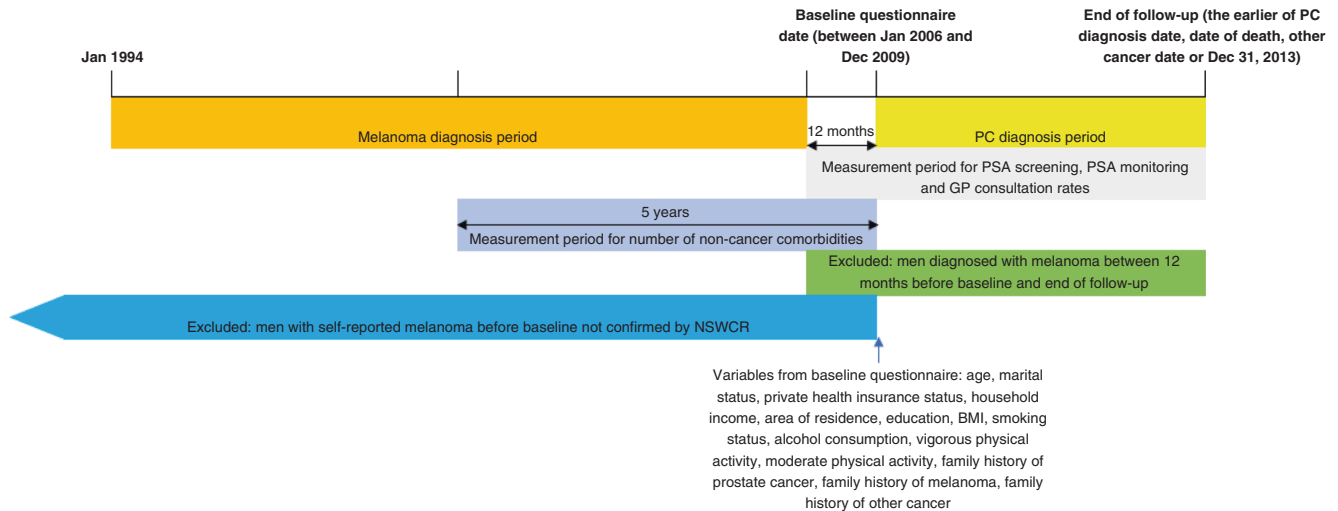 Jan 1994
Baseline questionnaire
date (between Jan 2006 and
Dec 2009)
End of follow-up (the earlier of PC
diagnosis date, date of death, other
cancer date or Dec 31, 2013)
Melanoma diagnosis period
12 months
PC diagnosis period
Measurement period for PSA screening, PSA monitoring
and GP consultation rates
5 years
Measurement period for number of non-cancer comorbidities
Excluded: men diagnosed with melanoma between 12
months before baseline and end of follow-up
Excluded: men with self-reported melanoma before baseline not confirmed by NSWCR
Variables from baseline questionnaire: age, marital
status, private health insurance status, household
income, area of residence, education, BMI, smoking
status, alcohol consumption, vigorous physical
activity, moderate physical activity, family history of
prostate cancer, family history of melanoma, family
history of other cancer